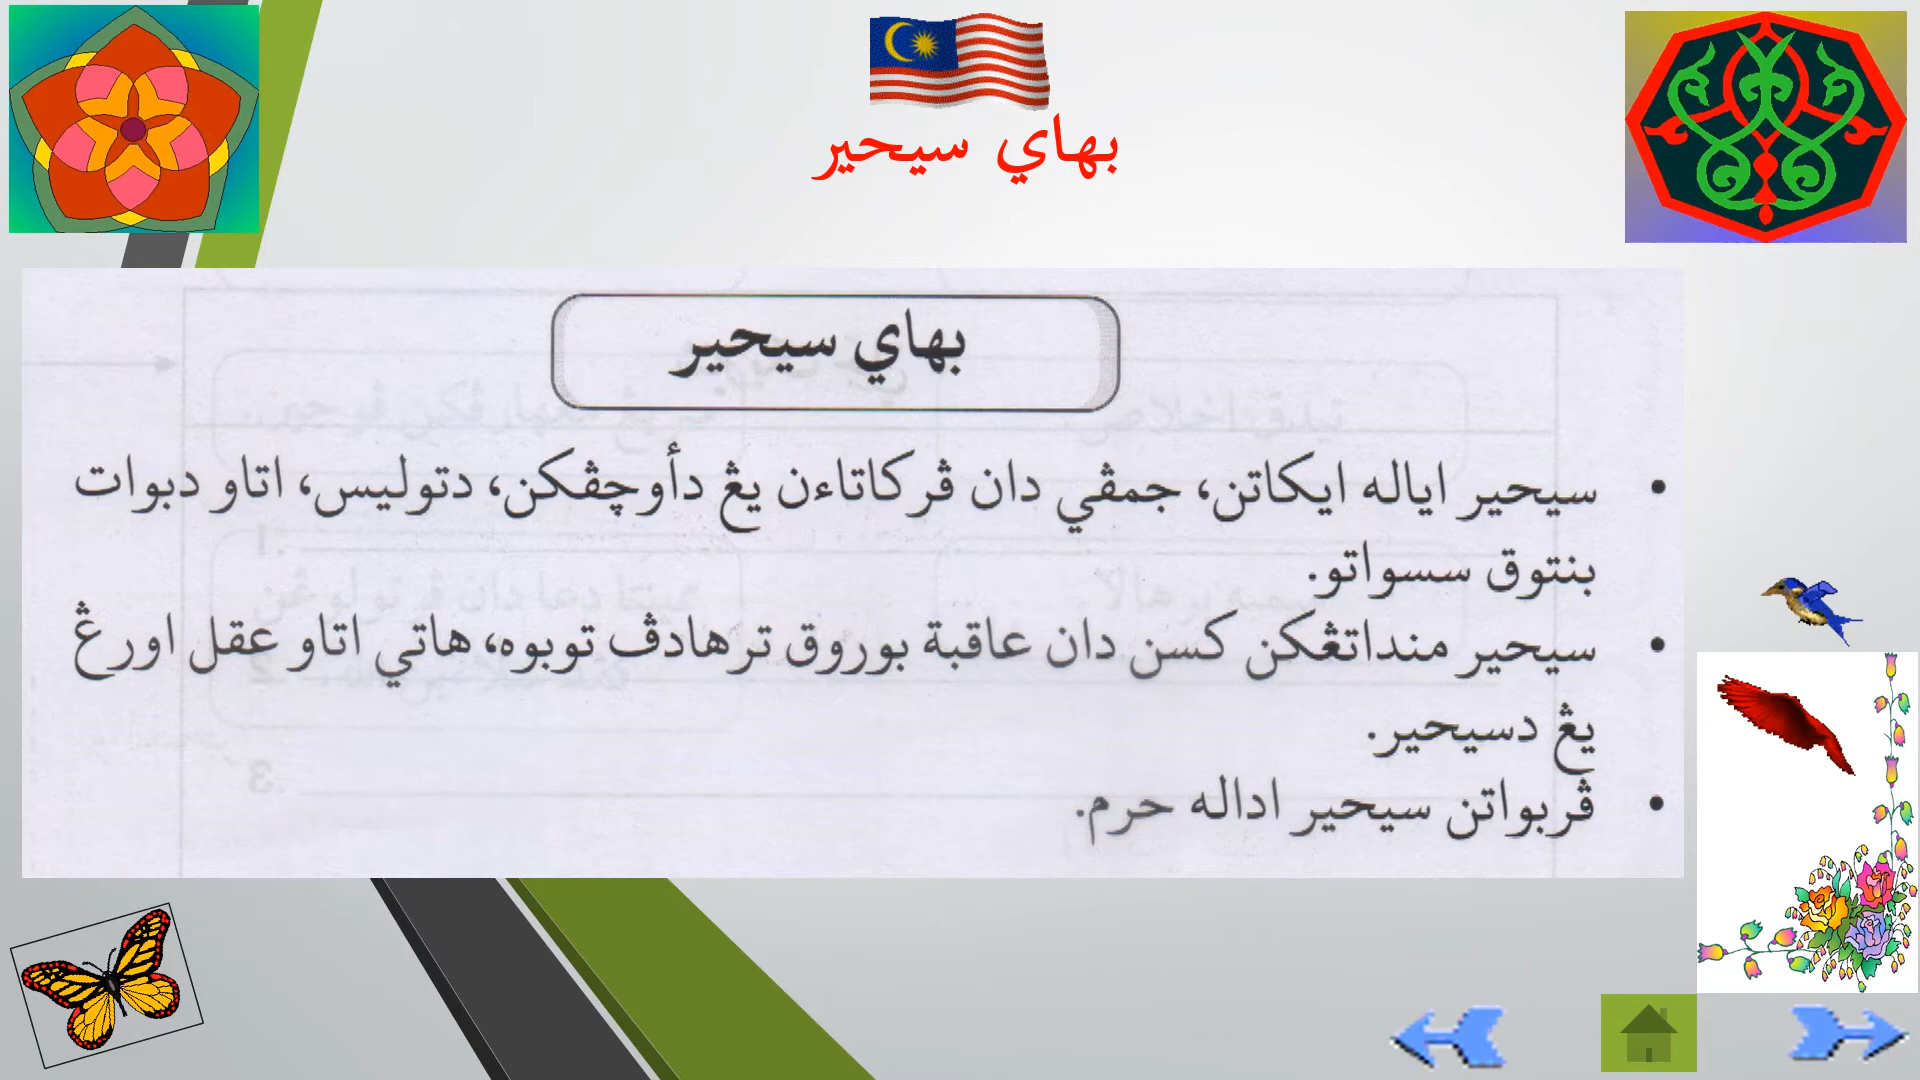 بهاي سيحير
بهاي سيحير
• سيحير اياله ايكاتن، جمڤي دان ڤركاتاءن يڠ دأوچڤكن، دتوليس، اتاو دبوات
بنتوق سسواتو.
• سيحير منداتڠكن كسن دان عاقبة بوروق ترهادڤ توبوه، هاتي اتاو عقل اورڠ
يڠ دسيحير.
• ڤربواتن سيحير اداله حرم.